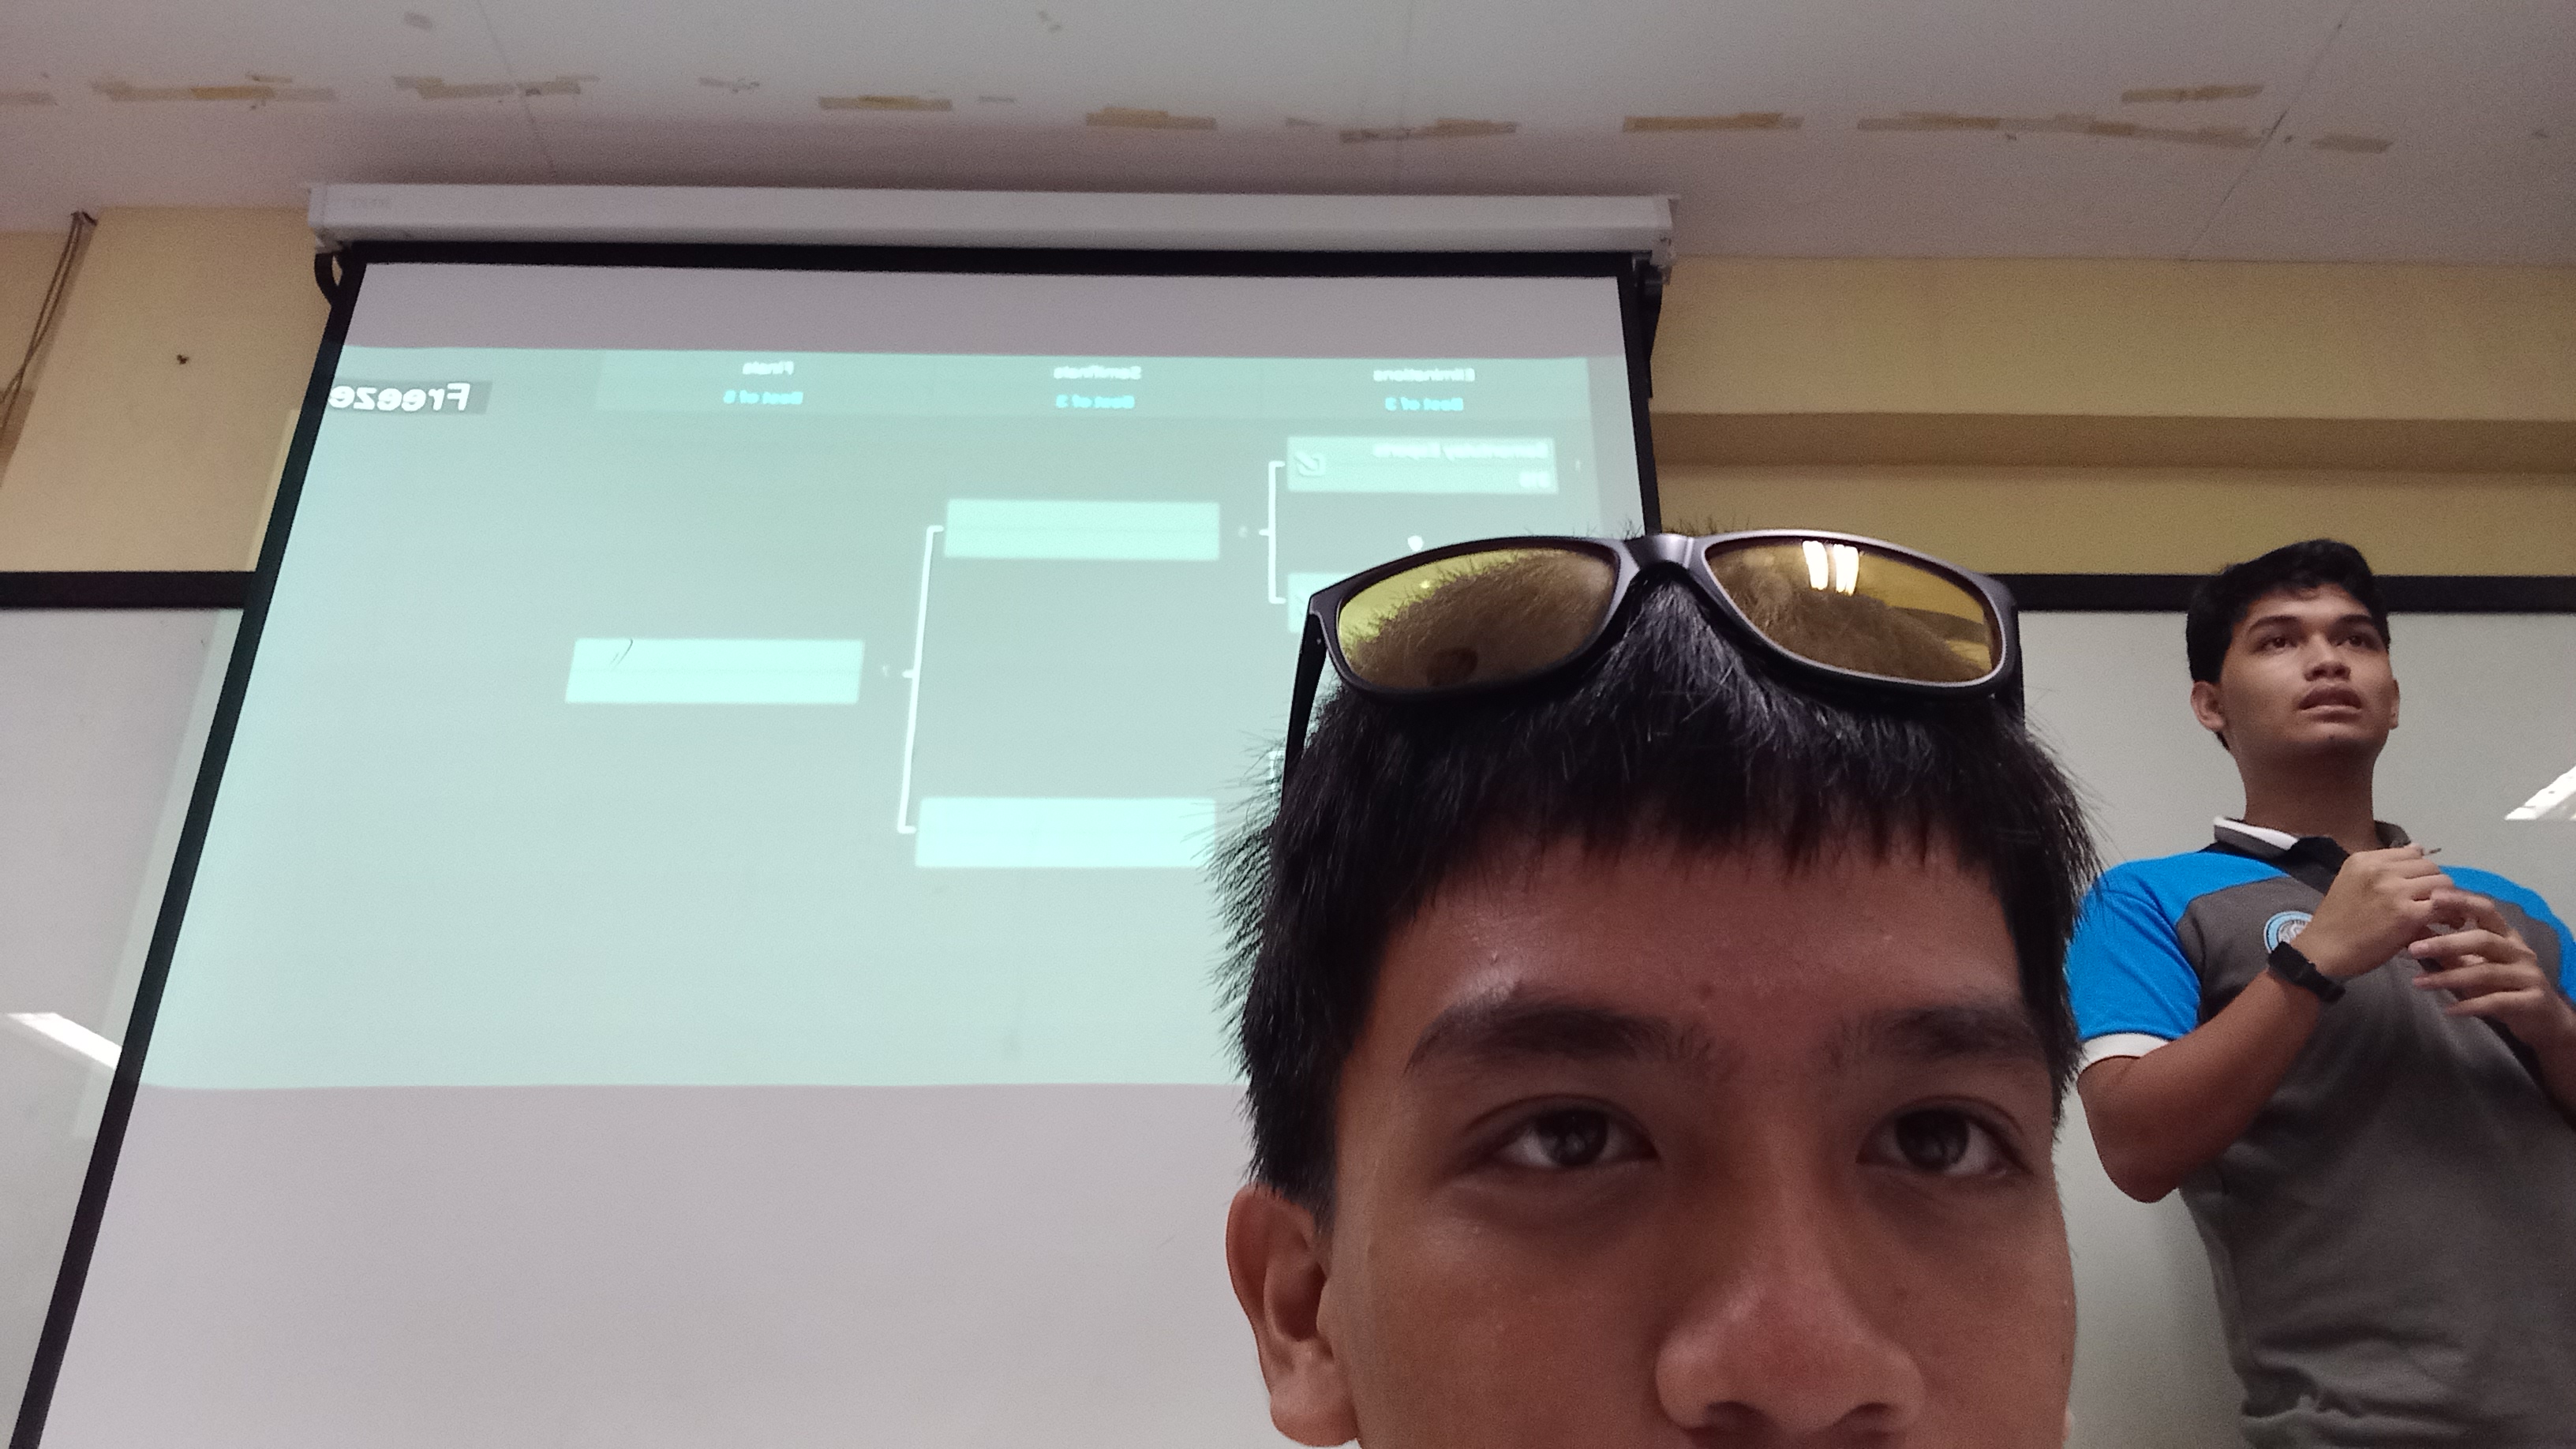 Eliminations
Best of 3
Semifinals
Best of 3
Finals
Best of 5
Freeze